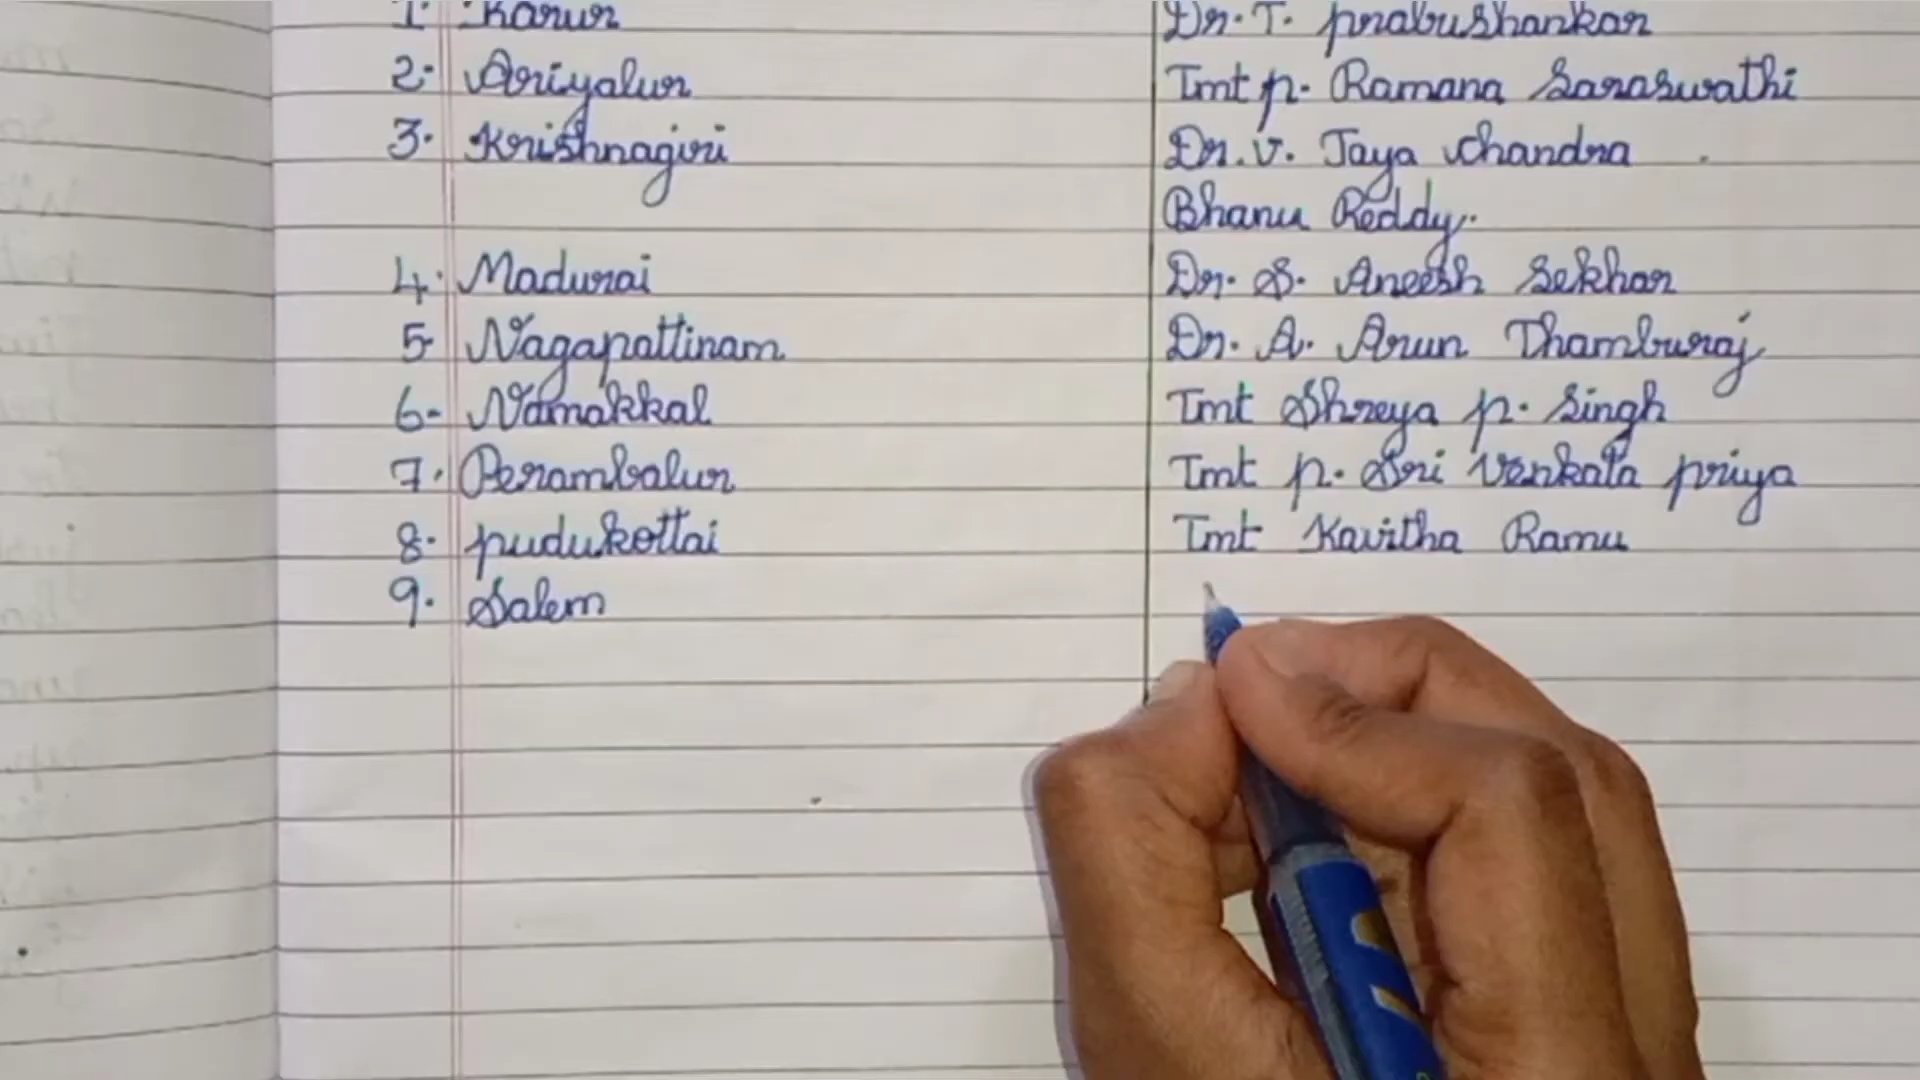 1. Karur Dr. T. prabushankar
2. Ariyalur Tmt p. Ramana Saraswathi
3. Krishnagiri Dr. V. Jaya Chandra
Bhanu Reddy.
4. Madurai Dr. S. Aneesh Sekhar
5. Nagapattinam Dr. A. Arun Thamburaj
6. Namakkal Tmt Shreya p. Singh
7. Perambalur Tmt p. Sri Venkata priya
8. pudukottai Tmt Kavitha Ramu
9. Salem